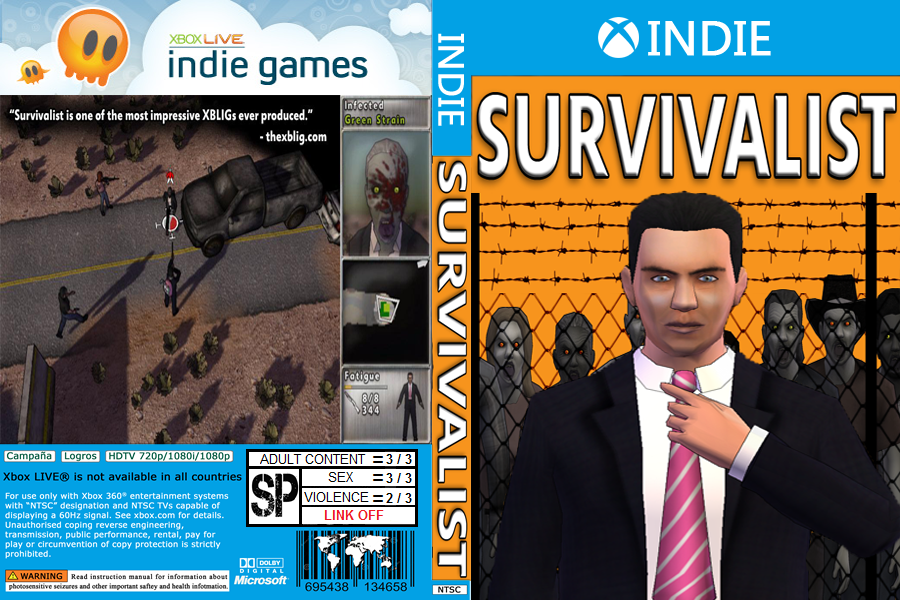 XBOX LIVE
indie games
"Survivalist is one of the most impressive XBLIGs ever produced."
- thexblig.com
Infected
Green Strain
Fatigue
8/8
344
Campaña
Logros
HDTV 720p/1080i/1080p
Xbox LIVE® is not available in all countries
For use only with Xbox 360® entertainment systems
with "NTSC" designation and NTSC TVs capable of
displaying a 60Hz signal. See xbox.com for details.
Unauthorised coping reverse engineering,
transmission, public performance, rental, pay for
play or circumvention of copy protection is strictly
prohibited.
WARNING Read instruction manual for information about
photosensitive seizures and other important saftey and health infotmation.
ADULT CONTENT = 3 / 3
SP
SEX = 3 / 3
VIOLENCE = 2 / 3
LINK OFF
DOLBY
DIGITAL
Microsoft®
695438 134658
INDIE
SURVIVALIST
NTSC
INDIE
SURVIVALIST